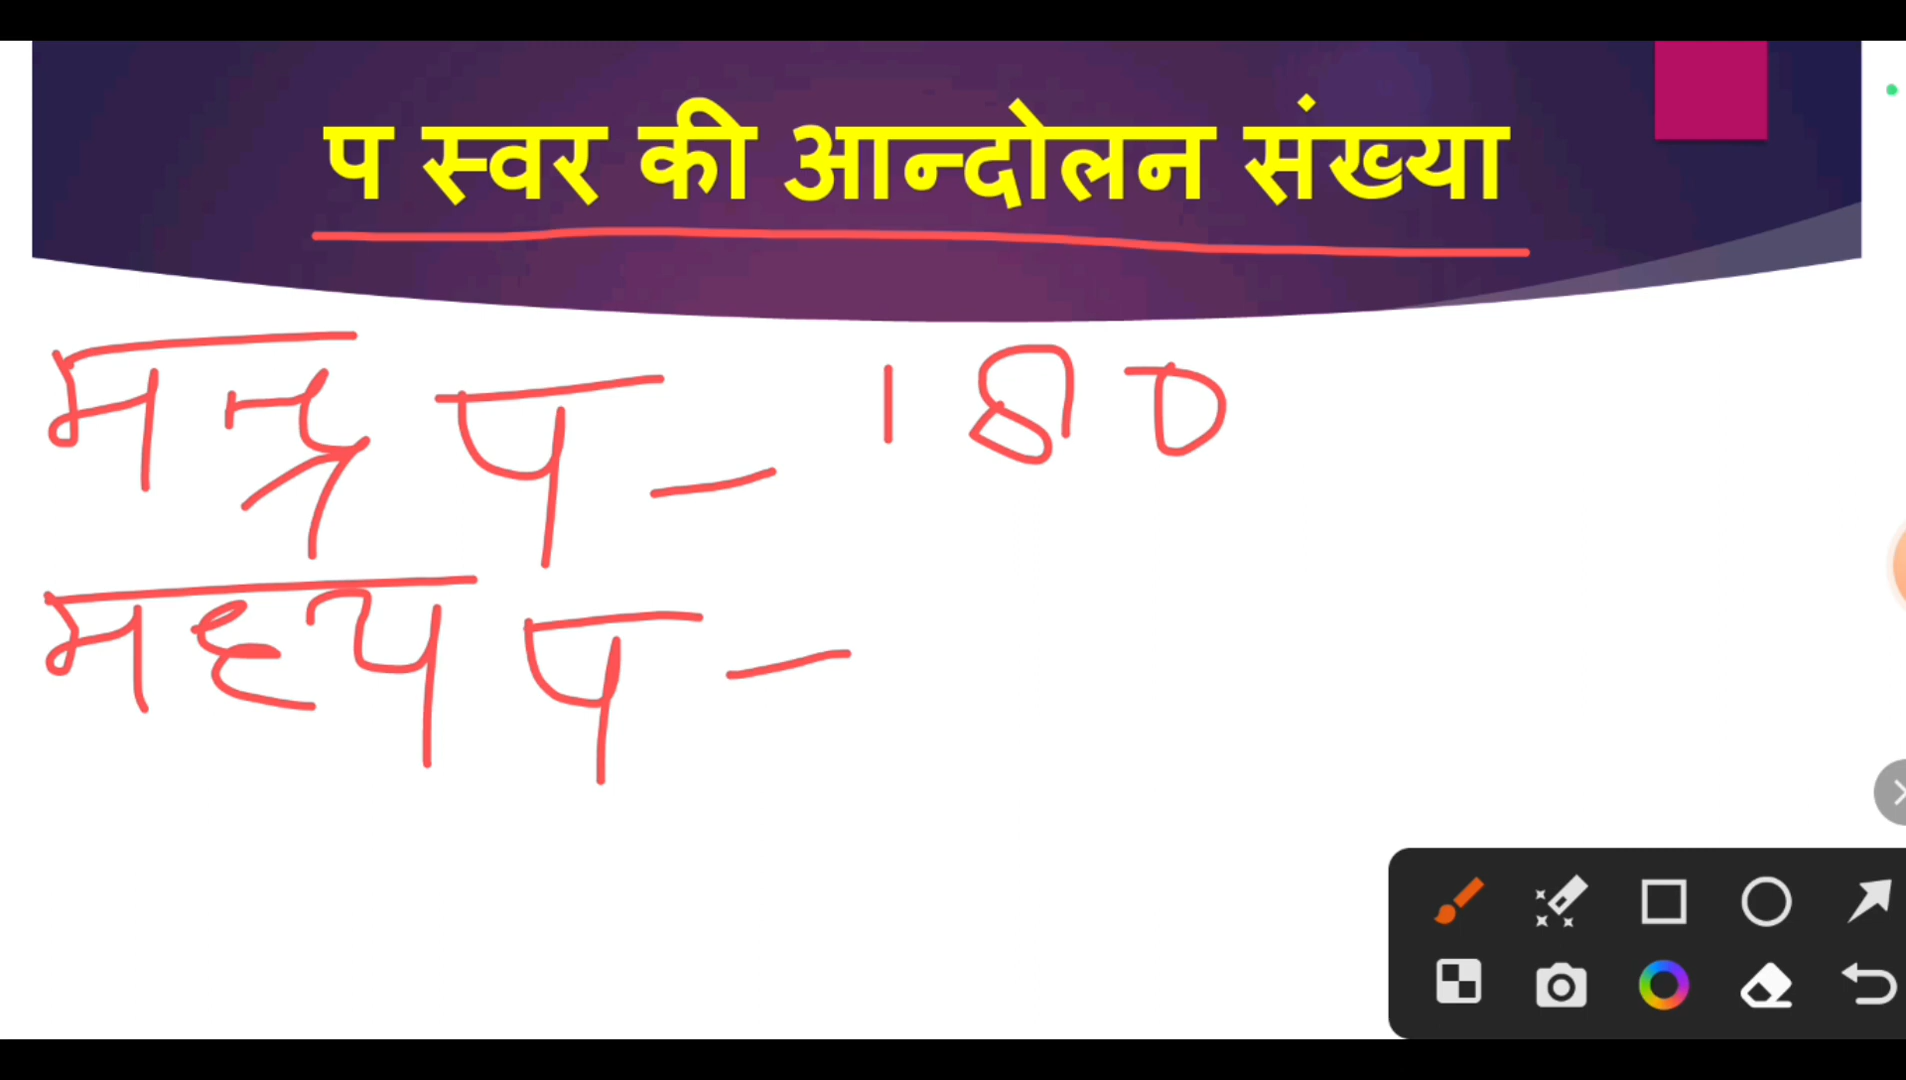 प स्वर की आन्दोलन संख्या
मन्द्र प - 180
मध्य प -